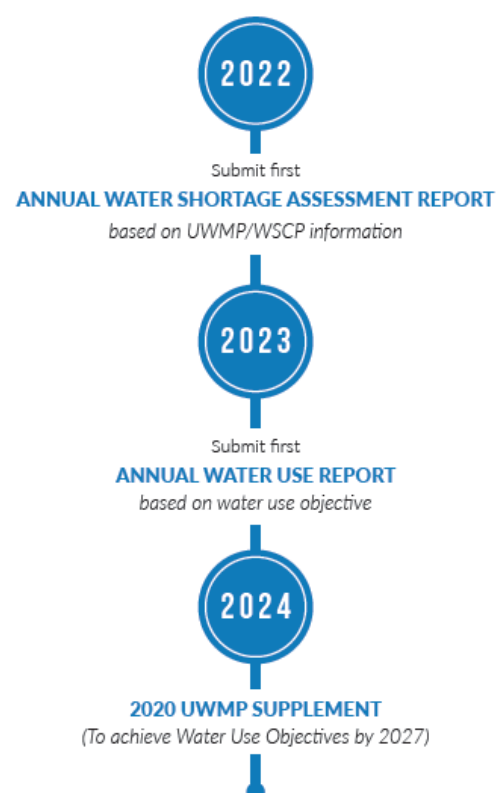 2022
Submit first
ANNUAL WATER SHORTAGE ASSESSMENT REPORT
based on UWMP/WSCP information
2023
Submit first
ANNUAL WATER USE REPORT
based on water use objective
2024
2020 UWMP SUPPLEMENT
(To achieve Water Use Objectives by 2027)